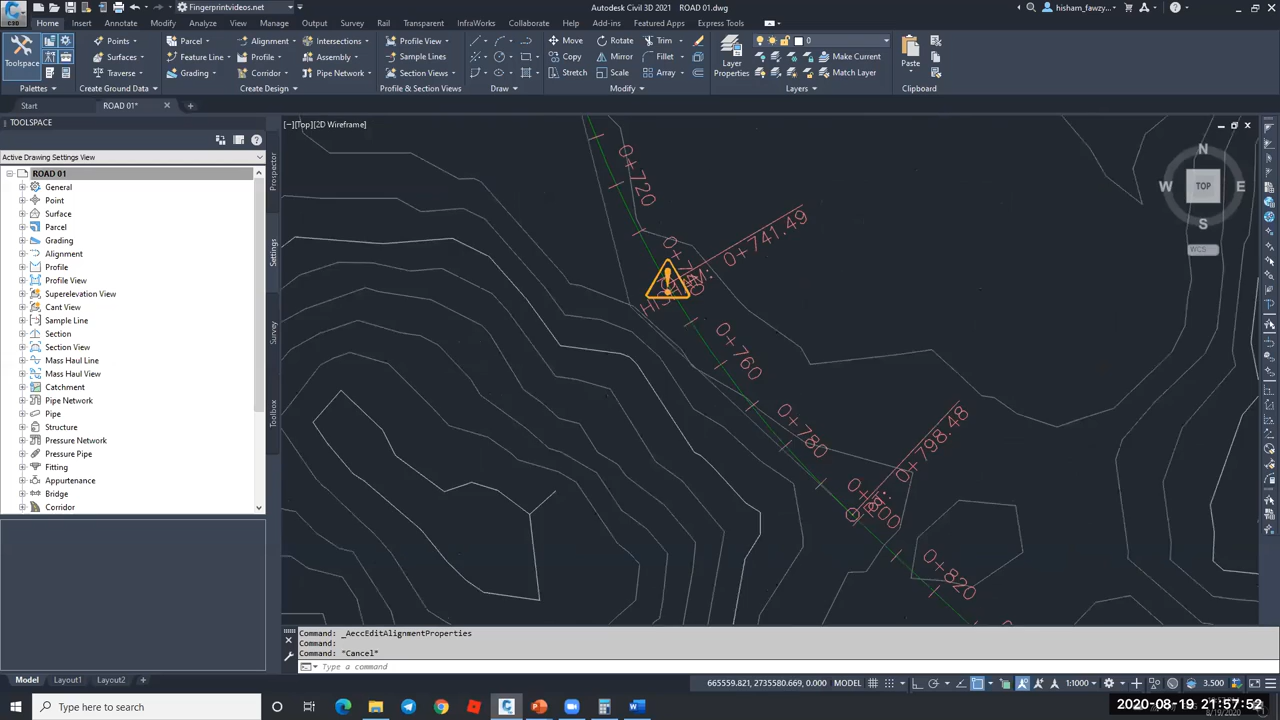 Fingerprintvideos.net
Autodesk Civil 3D 2021 ROAD 01.dwg
hisham_fawzy...
Home Insert Annotate Modify Analyze View Manage Output Survey Rail Transparent InfraWorks Collaborate Help Add-ins Featured Apps Express Tools
Toolspace
Palettes
Points
Surfaces
Traverse
Create Ground Data
Parcel
Feature Line
Grading
Alignment
Profile
Corridor
Intersections
Assembly
Pipe Network
Create Design
Profile View
Sample Lines
Section Views
Profile & Section Views
Draw
Move
Copy
Stretch
Rotate
Mirror
Scale
Trim
Fillet
Array
Modify
Layer Properties
0
Make Current
Match Layer
Layers
Paste
Clipboard
Start
ROAD 01*
TOOLSPACE
Active Drawing Settings View
ROAD 01
General
Point
Surface
Parcel
Grading
Alignment
Profile
Profile View
Superelevation View
Cant View
Sample Line
Section
Section View
Mass Haul Line
Mass Haul View
Catchment
Pipe Network
Pipe
Structure
Pressure Network
Pressure Pipe
Fitting
Appurtenance
Bridge
Corridor
Prospector
Settings
Survey
Toolbox
[−][Top][2D Wireframe]
N
W TOP E
S
WCS
0+720
0+741.49
0+760
0+780
0+798.48
0+800
0+820
Command: _AeccEditAlignmentProperties
Command:
Command: *Cancel*
Type a command
Model Layout1 Layout2
665559.821, 2735580.669, 0.000 MODEL
1:1000
3.500
Type here to search
2020-08-19 21:57:52